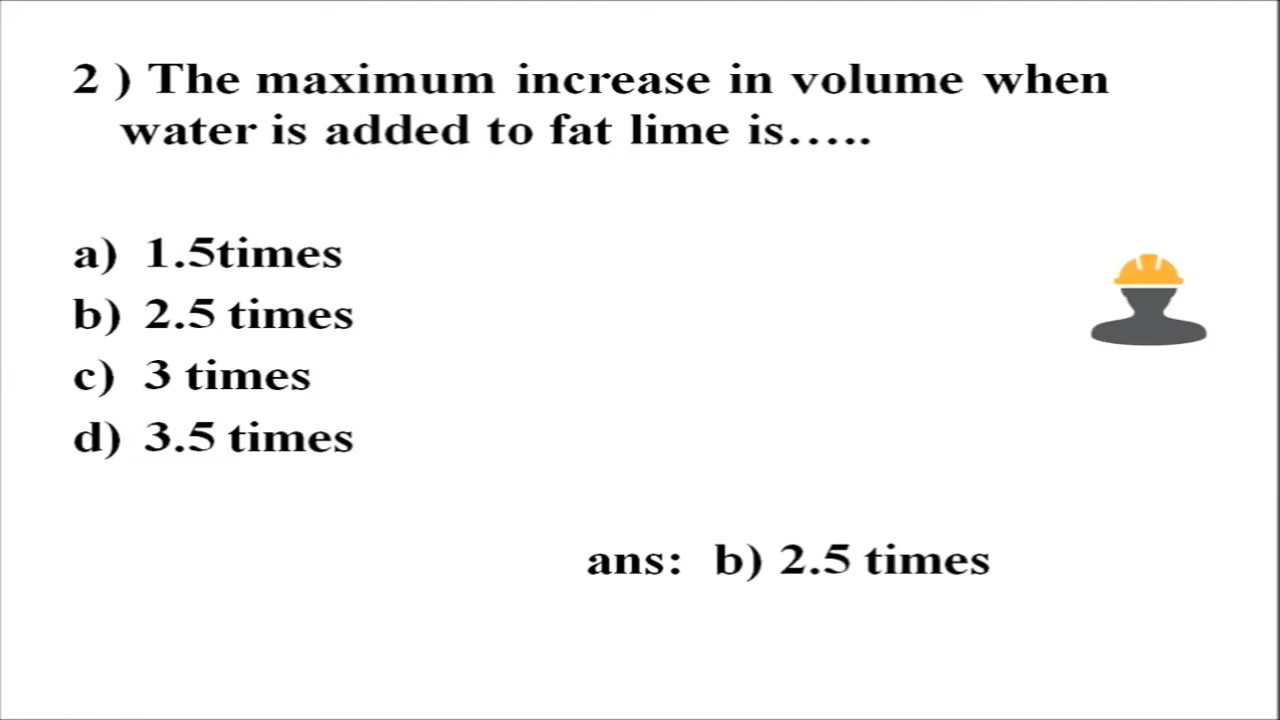 2 ) The maximum increase in volume when
water is added to fat lime is.....
a) 1.5times
b) 2.5 times
c) 3 times
d) 3.5 times
ans: b) 2.5 times